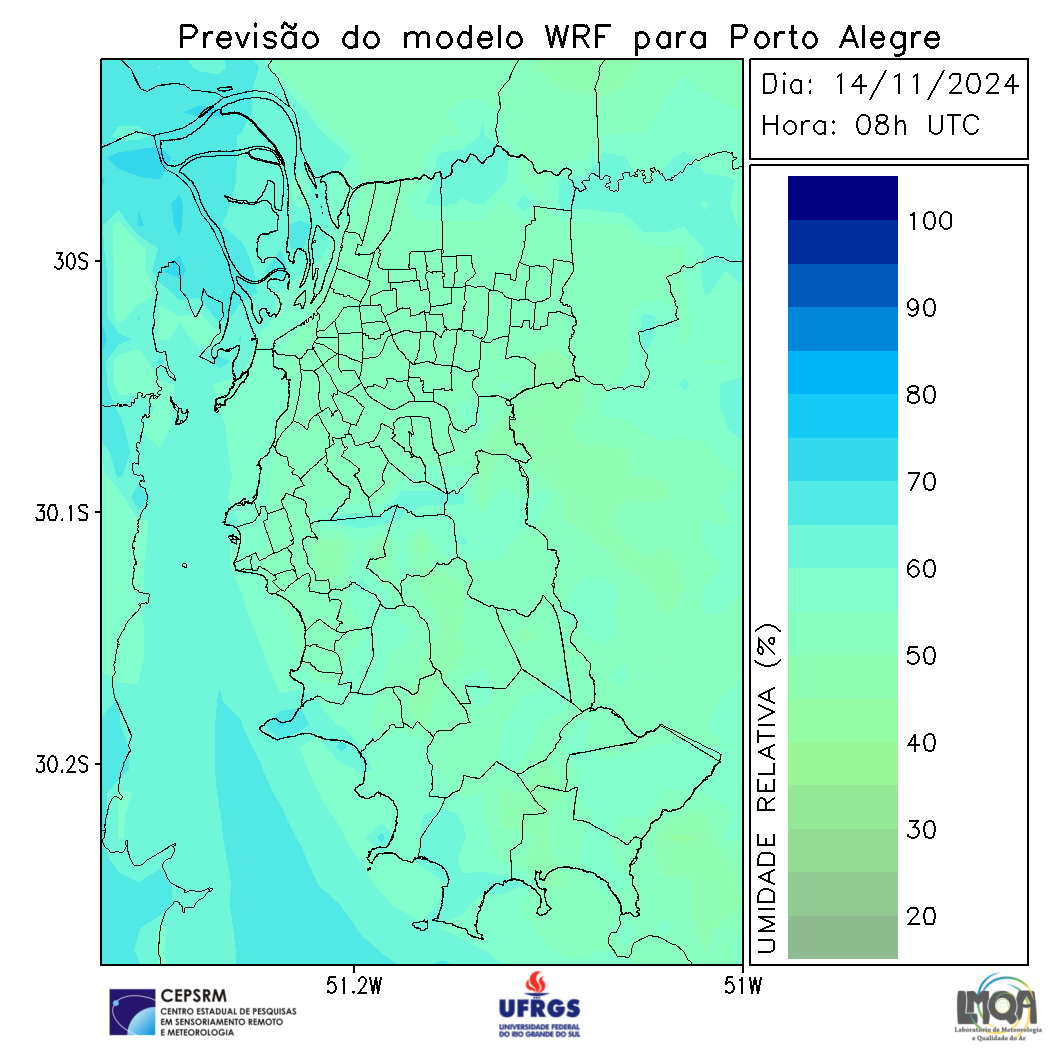 Previsão do modelo WRF para Porto Alegre
Dia: 14/11/2024
Hora: 08h UTC
30S
30.1S
30.2S
51.2W
51W
UMIDADE RELATIVA (%)
100
90
80
70
60
50
40
30
20
CEPSRM
CENTRO ESTADUAL DE PESQUISAS
EM SENSORIAMENTO REMOTO
E METEOROLOGIA
UFRGS
UNIVERSIDADE FEDERAL
DO RIO GRANDE DO SUL
LMQA
Laboratório de Meteorologia
e Qualidade do Ar